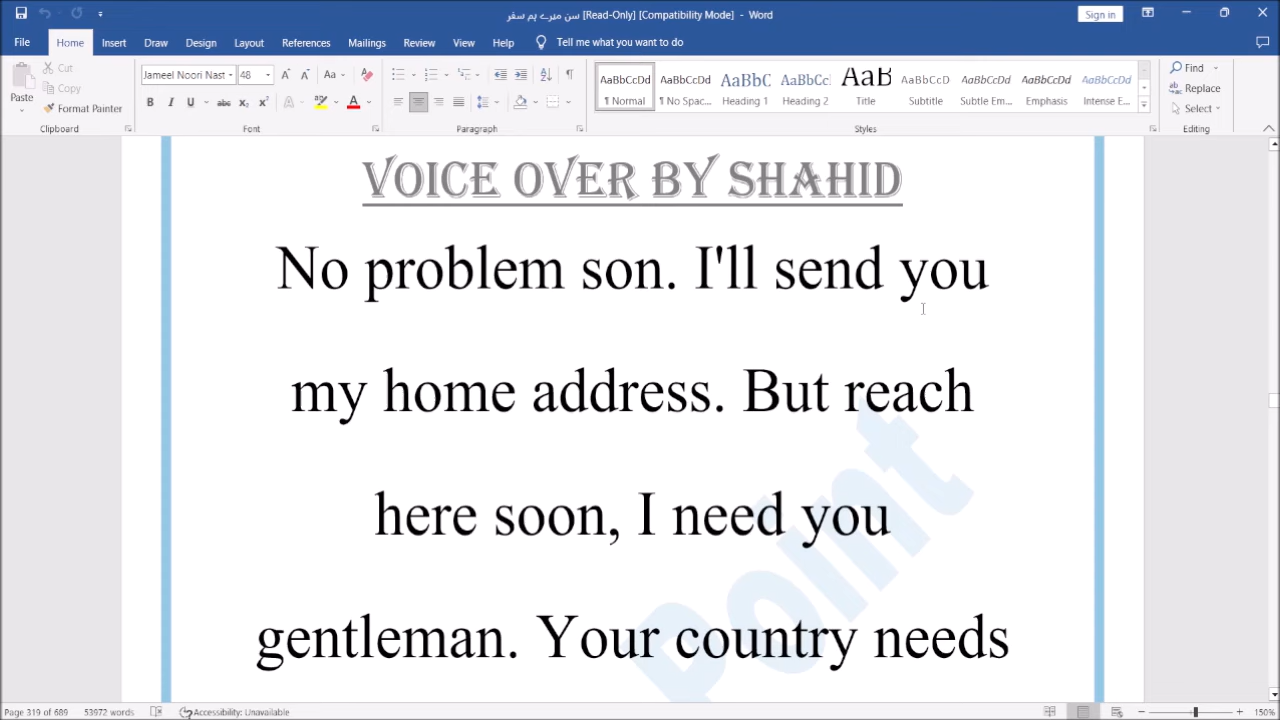 سن میرے ہم سفر [Read-Only] [Compatibility Mode] - Word
Sign in
File Home Insert Draw Design Layout References Mailings Review View Help Tell me what you want to do
Paste
Cut
Copy
Format Painter
Clipboard
Jameel Noori Nast 48
Font
Paragraph
AaBbCcDd AaBbCcDd AaBbC AaBbCc AaB AaBbCcD AaBbCcDd AaBbCcDd AaBbCcDd
¶ Normal ¶ No Spac... Heading 1 Heading 2 Title Subtitle Subtle Em... Emphasis Intense E...
Styles
Find
Replace
Select
Editing
VOICE OVER BY SHAHID
No problem son. I'll send you
my home address. But reach
here soon, I need you
gentleman. Your country needs
Point
Page 319 of 689 53972 words Accessibility: Unavailable 150%